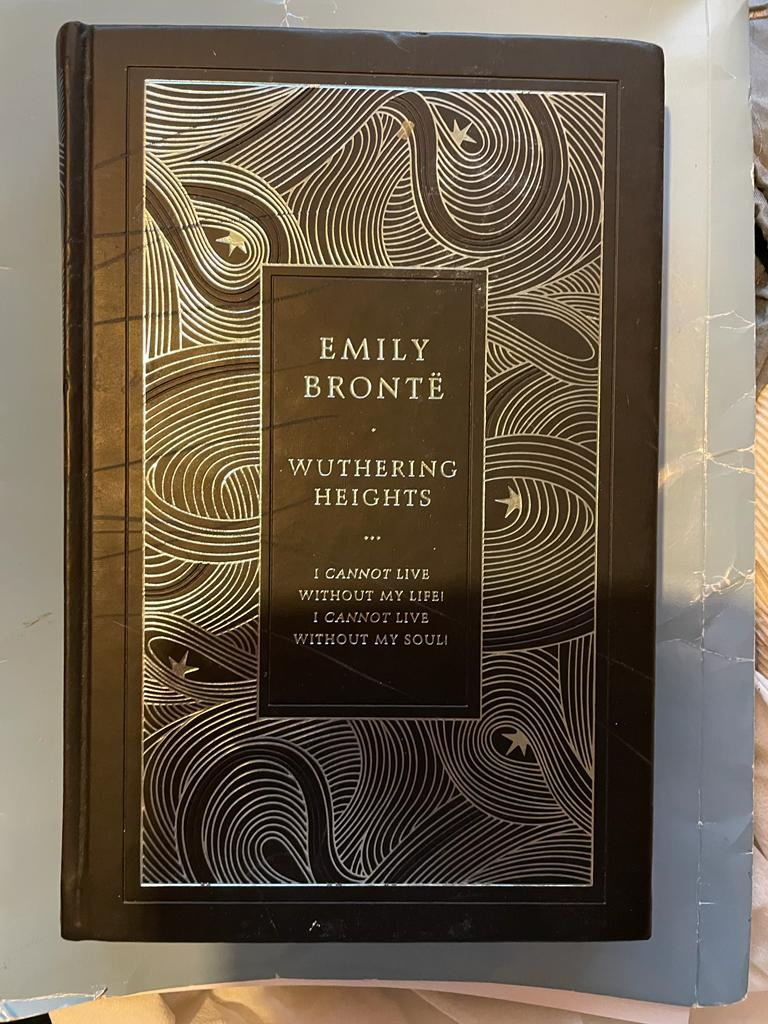 EMILY
BRONTË
WUTHERING
HEIGHTS
I CANNOT LIVE
WITHOUT MY LIFE!
I CANNOT LIVE
WITHOUT MY SOUL!